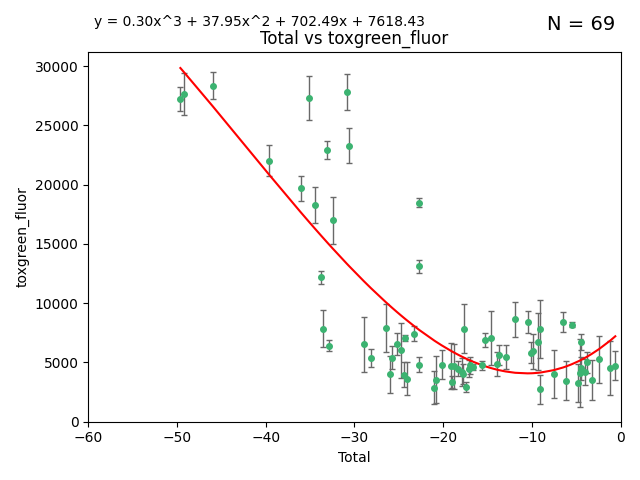 y = 0.30x^3 + 37.95x^2 + 702.49x + 7618.43
N = 69
Total vs toxgreen_fluor
30000
25000
20000
15000
10000
5000
0
toxgreen_fluor
−60
−50
−40
−30
−20
−10
0
Total